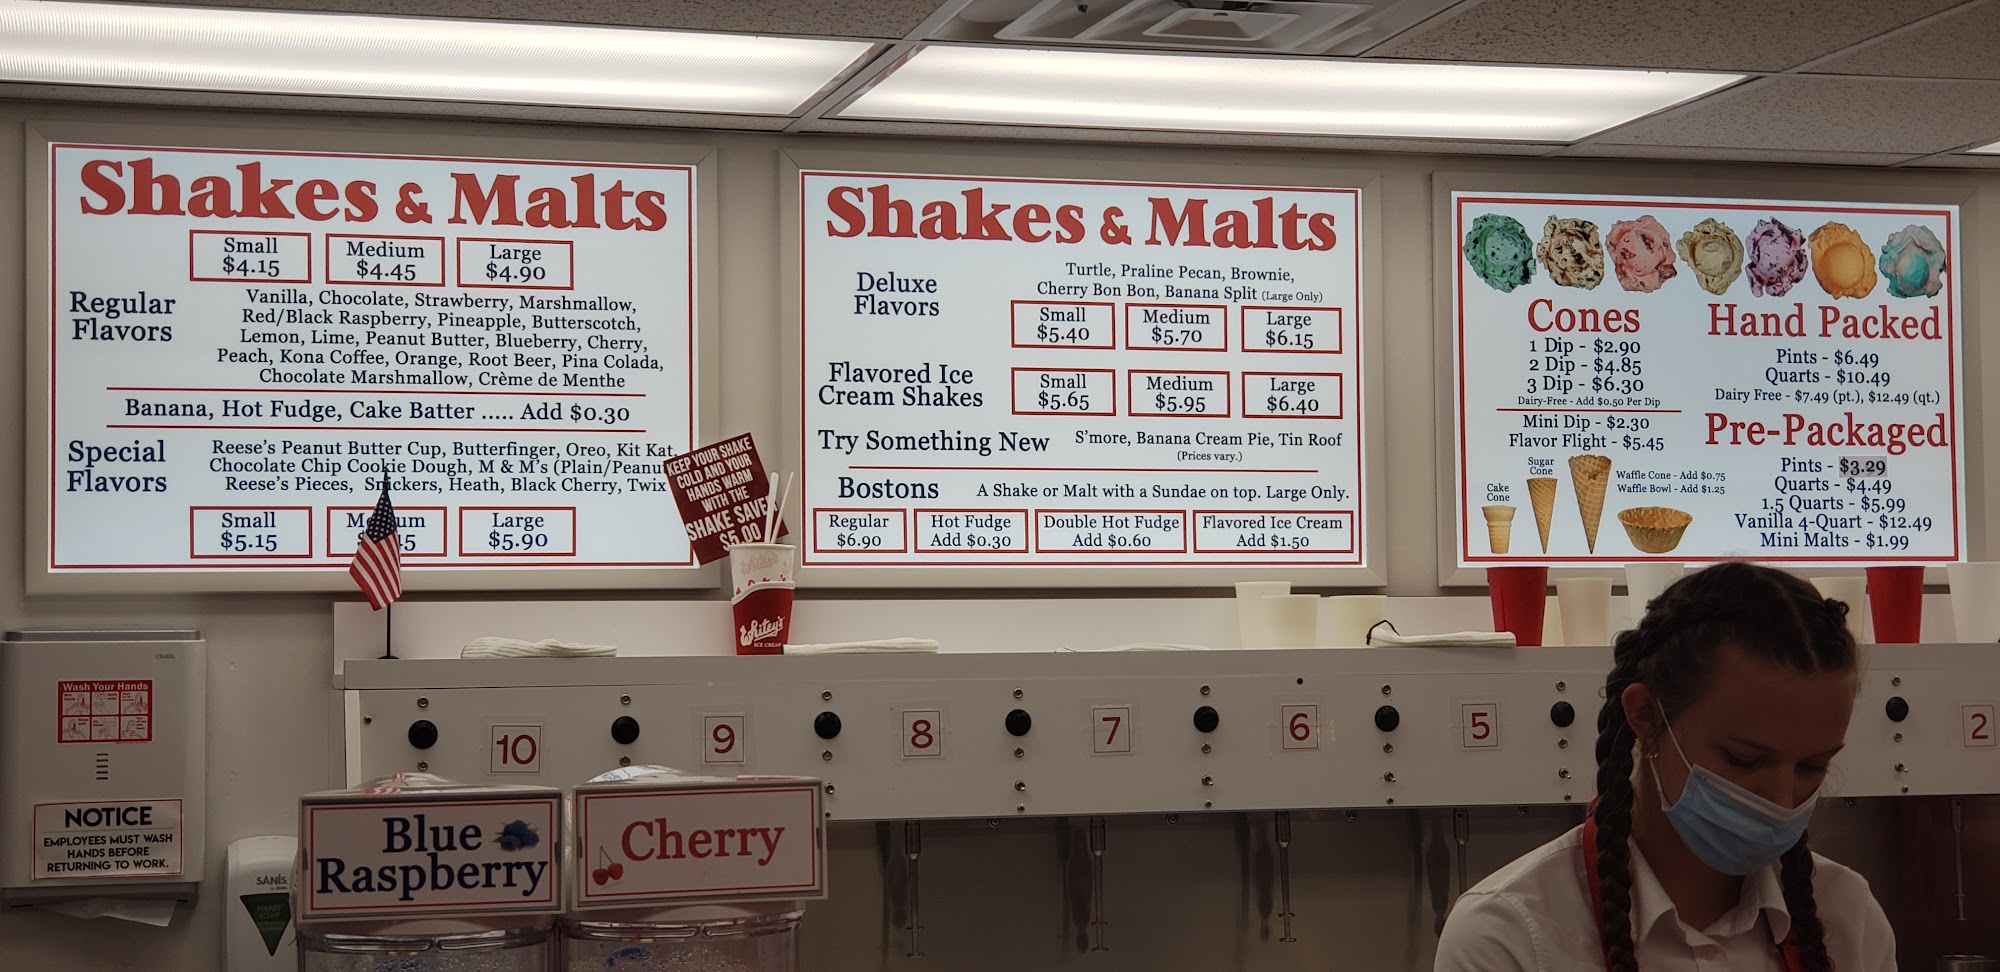 Shakes & Malts
Small
$4.15
Medium
$4.45
Large
$4.90
Regular
Flavors
Vanilla, Chocolate, Strawberry, Marshmallow,
Red/Black Raspberry, Pineapple, Butterscotch,
Lemon, Lime, Peanut Butter, Blueberry, Cherry,
Peach, Kona Coffee, Orange, Root Beer, Pina Colada,
Chocolate Marshmallow, Crème de Menthe
Banana, Hot Fudge, Cake Batter ..... Add $0.30
Special
Flavors
Reese's Peanut Butter Cup, Butterfinger, Oreo, Kit Kat,
Chocolate Chip Cookie Dough, M & M's (Plain/Peanu
Reese's Pieces, Snickers, Heath, Black Cherry, Twix
Small
$5.15
Large
$5.90
KEEP YOUR SHAKE
COLD AND YOUR
HANDS WARM
WITH THE
SHAKE SAVER
$5.00
Whitey's
ICE CREAM
Shakes & Malts
Deluxe
Flavors
Turtle, Praline Pecan, Brownie,
Cherry Bon Bon, Banana Split (Large Only)
Small
$5.40
Medium
$5.70
Large
$6.15
Flavored Ice
Cream Shakes
Small
$5.65
Medium
$5.95
Large
$6.40
Try Something New
S'more, Banana Cream Pie, Tin Roof
(Prices vary.)
Bostons
A Shake or Malt with a Sundae on top. Large Only.
Regular
$6.90
Hot Fudge
Add $0.30
Double Hot Fudge
Add $0.60
Flavored Ice Cream
Add $1.50
Cones
1 Dip - $2.90
2 Dip - $4.85
3 Dip - $6.30
Dairy-Free - Add $0.50 Per Dip
Mini Dip - $2.30
Flavor Flight - $5.45
Cake
Cone
Sugar
Cone
Waffle Cone - Add $0.75
Waffle Bowl - Add $1.25
Hand Packed
Pints - $6.49
Quarts - $10.49
Dairy Free - $7.49 (pt.), $12.49 (qt.)
Pre-Packaged
Pints - $3.29
Quarts - $4.49
1.5 Quarts - $5.99
Vanilla 4-Quart - $12.49
Mini Malts - $1.99
10
9
8
7
6
5
2
Wash Your Hands
NOTICE
EMPLOYEES MUST WASH
HANDS BEFORE
RETURNING TO WORK.
SANIS
HAND
SOAP
Blue
Raspberry
Cherry